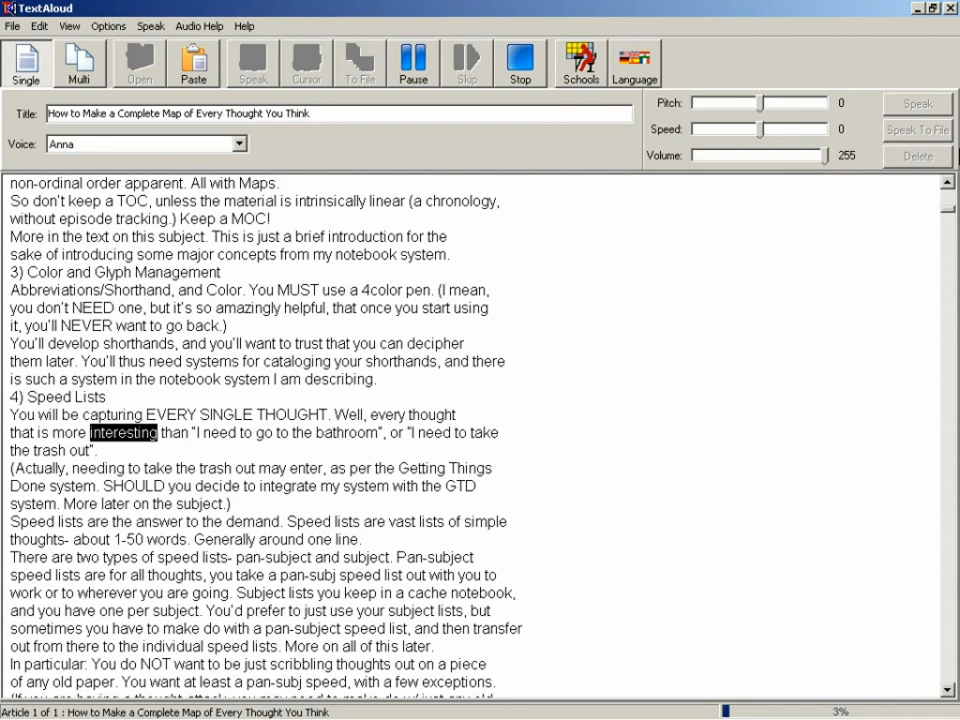 TextAloud
File Edit View Options Speak Audio Help Help
Single Multi Open Paste Speak Cursor To File Pause Skip Stop Schools Language
Title: How to Make a Complete Map of Every Thought You Think
Voice: Anna
Pitch: 0 Speak
Speed: 0 Speak To File
Volume: 255 Delete
non-ordinal order apparent. All with Maps.
So don't keep a TOC, unless the material is intrinsically linear (a chronology,
without episode tracking.) Keep a MOC!
More in the text on this subject. This is just a brief introduction for the
sake of introducing some major concepts from my notebook system.
3) Color and Glyph Management
Abbreviations/Shorthand, and Color. You MUST use a 4color pen. (I mean,
you don't NEED one, but it's so amazingly helpful, that once you start using
it, you'll NEVER want to go back.)
You'll develop shorthands, and you'll want to trust that you can decipher
them later. You'll thus need systems for cataloging your shorthands, and there
is such a system in the notebook system I am describing.
4) Speed Lists
You will be capturing EVERY SINGLE THOUGHT. Well, every thought
that is more interesting than "I need to go to the bathroom", or "I need to take
the trash out".
(Actually, needing to take the trash out may enter, as per the Getting Things
Done system. SHOULD you decide to integrate my system with the GTD
system. More later on the subject.)
Speed lists are the answer to the demand. Speed lists are vast lists of simple
thoughts- about 1-50 words. Generally around one line.
There are two types of speed lists- pan-subject and subject. Pan-subject
speed lists are for all thoughts, you take a pan-subj speed list out with you to
work or to wherever you are going. Subject lists you keep in a cache notebook,
and you have one per subject. You'd prefer to just use your subject lists, but
sometimes you have to make do with a pan-subject speed list, and then transfer
out from there to the individual speed lists. More on all of this later.
In particular: You do NOT want to be just scribbling thoughts out on a piece
of any old paper. You want at least a pan-subj speed, with a few exceptions.
(If you are having a thought attack, you may need to make do w/ just any old
Article 1 of 1 : How to Make a Complete Map of Every Thought You Think 3%